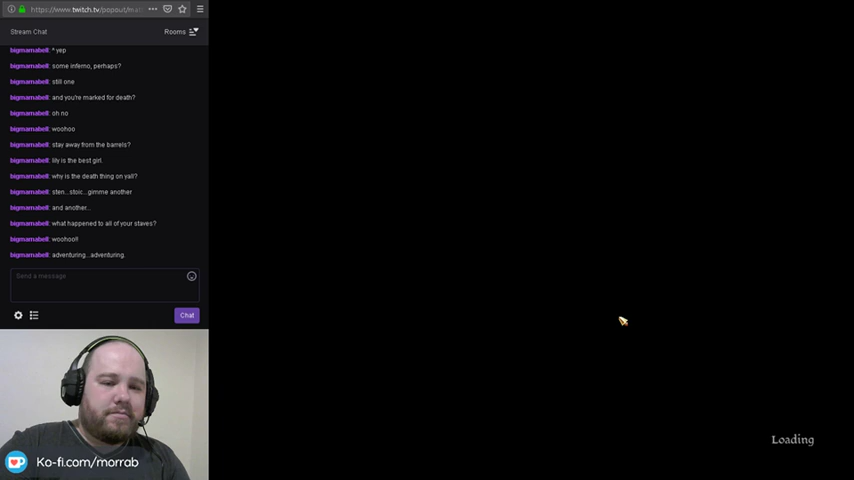 https://www.twitch.tv/popout/mo
Stream Chat
Rooms
bigmamabell: * yep
bigmamabell: some inferno, perhaps?
bigmamabell: still one
bigmamabell: and you're marked for death?
bigmamabell: oh no
bigmamabell: woohoo
bigmamabell: stay away from the barrels?
bigmamabell: lily is the best girl
bigmamabell: why is the death thing on yall?
bigmamabell: sten...stoic...gimme another
bigmamabell: and another...
bigmamabell: what happened to all of your staves?
bigmamabell: woohoo!!
bigmamabell: adventuring...adventuring.
Send a message
Chat
Loading
Ko-fi.com/morrab